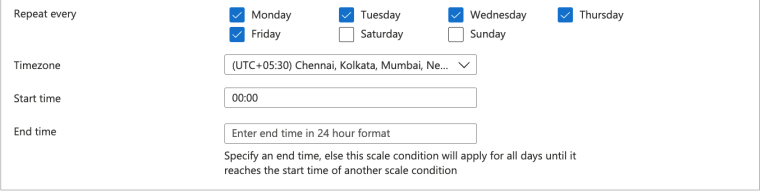 Repeat every Monday Tuesday Wednesday Thursday
Friday Saturday Sunday
Timezone (UTC+05:30) Chennai, Kolkata, Mumbai, Ne...
Start time 00:00
End time Enter end time in 24 hour format
Specify an end time, else this scale condition will apply for all days until it
reaches the start time of another scale condition